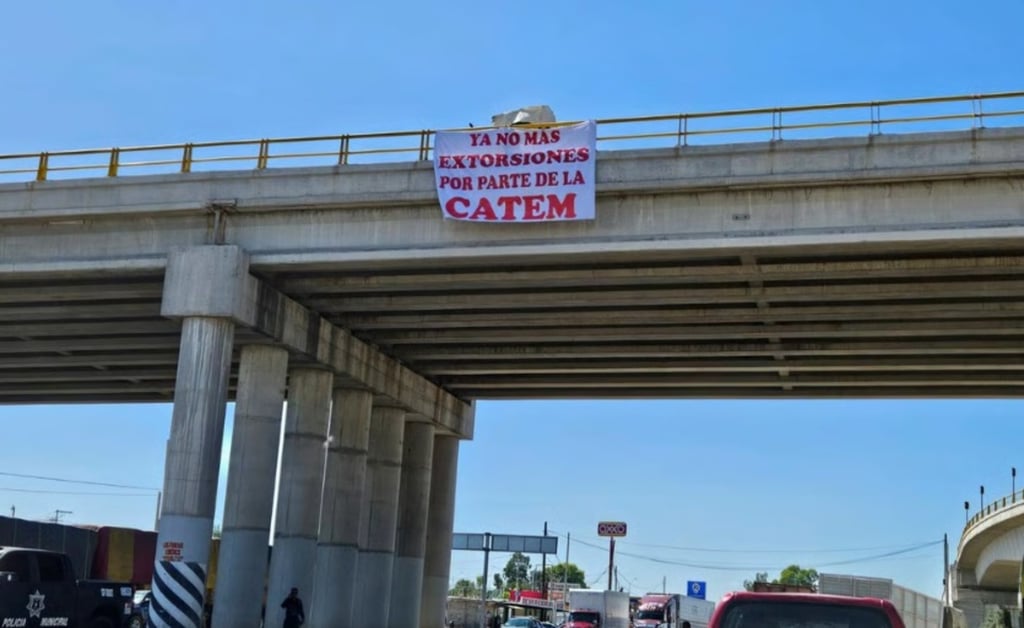 YA NO MAS
EXTORSIONES
POR PARTE DE LA
CATEM
OXXO
POLICIA MUNICIPAL